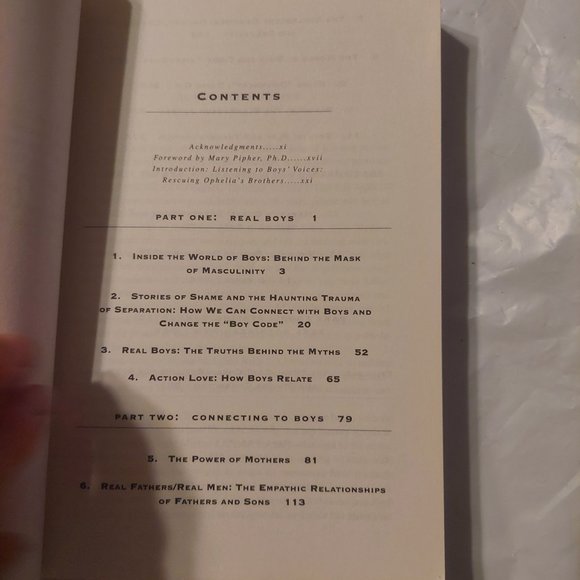 CONTENTS
Acknowledgments.....xi
Foreword by Mary Pipher, Ph.D......xvii
Introduction: Listening to Boys' Voices:
Rescuing Ophelia's Brothers.....xxi
PART ONE: REAL BOYS 1
1. INSIDE THE WORLD OF BOYS: BEHIND THE MASK
OF MASCULINITY 3
2. STORIES OF SHAME AND THE HAUNTING TRAUMA
OF SEPARATION: HOW WE CAN CONNECT WITH BOYS AND
CHANGE THE "BOY CODE" 20
3. REAL BOYS: THE TRUTHS BEHIND THE MYTHS 52
4. ACTION LOVE: HOW BOYS RELATE 65
PART TWO: CONNECTING TO BOYS 79
5. THE POWER OF MOTHERS 81
6. REAL FATHERS/REAL MEN: THE EMPATHIC RELATIONSHIPS
OF FATHERS AND SONS 113